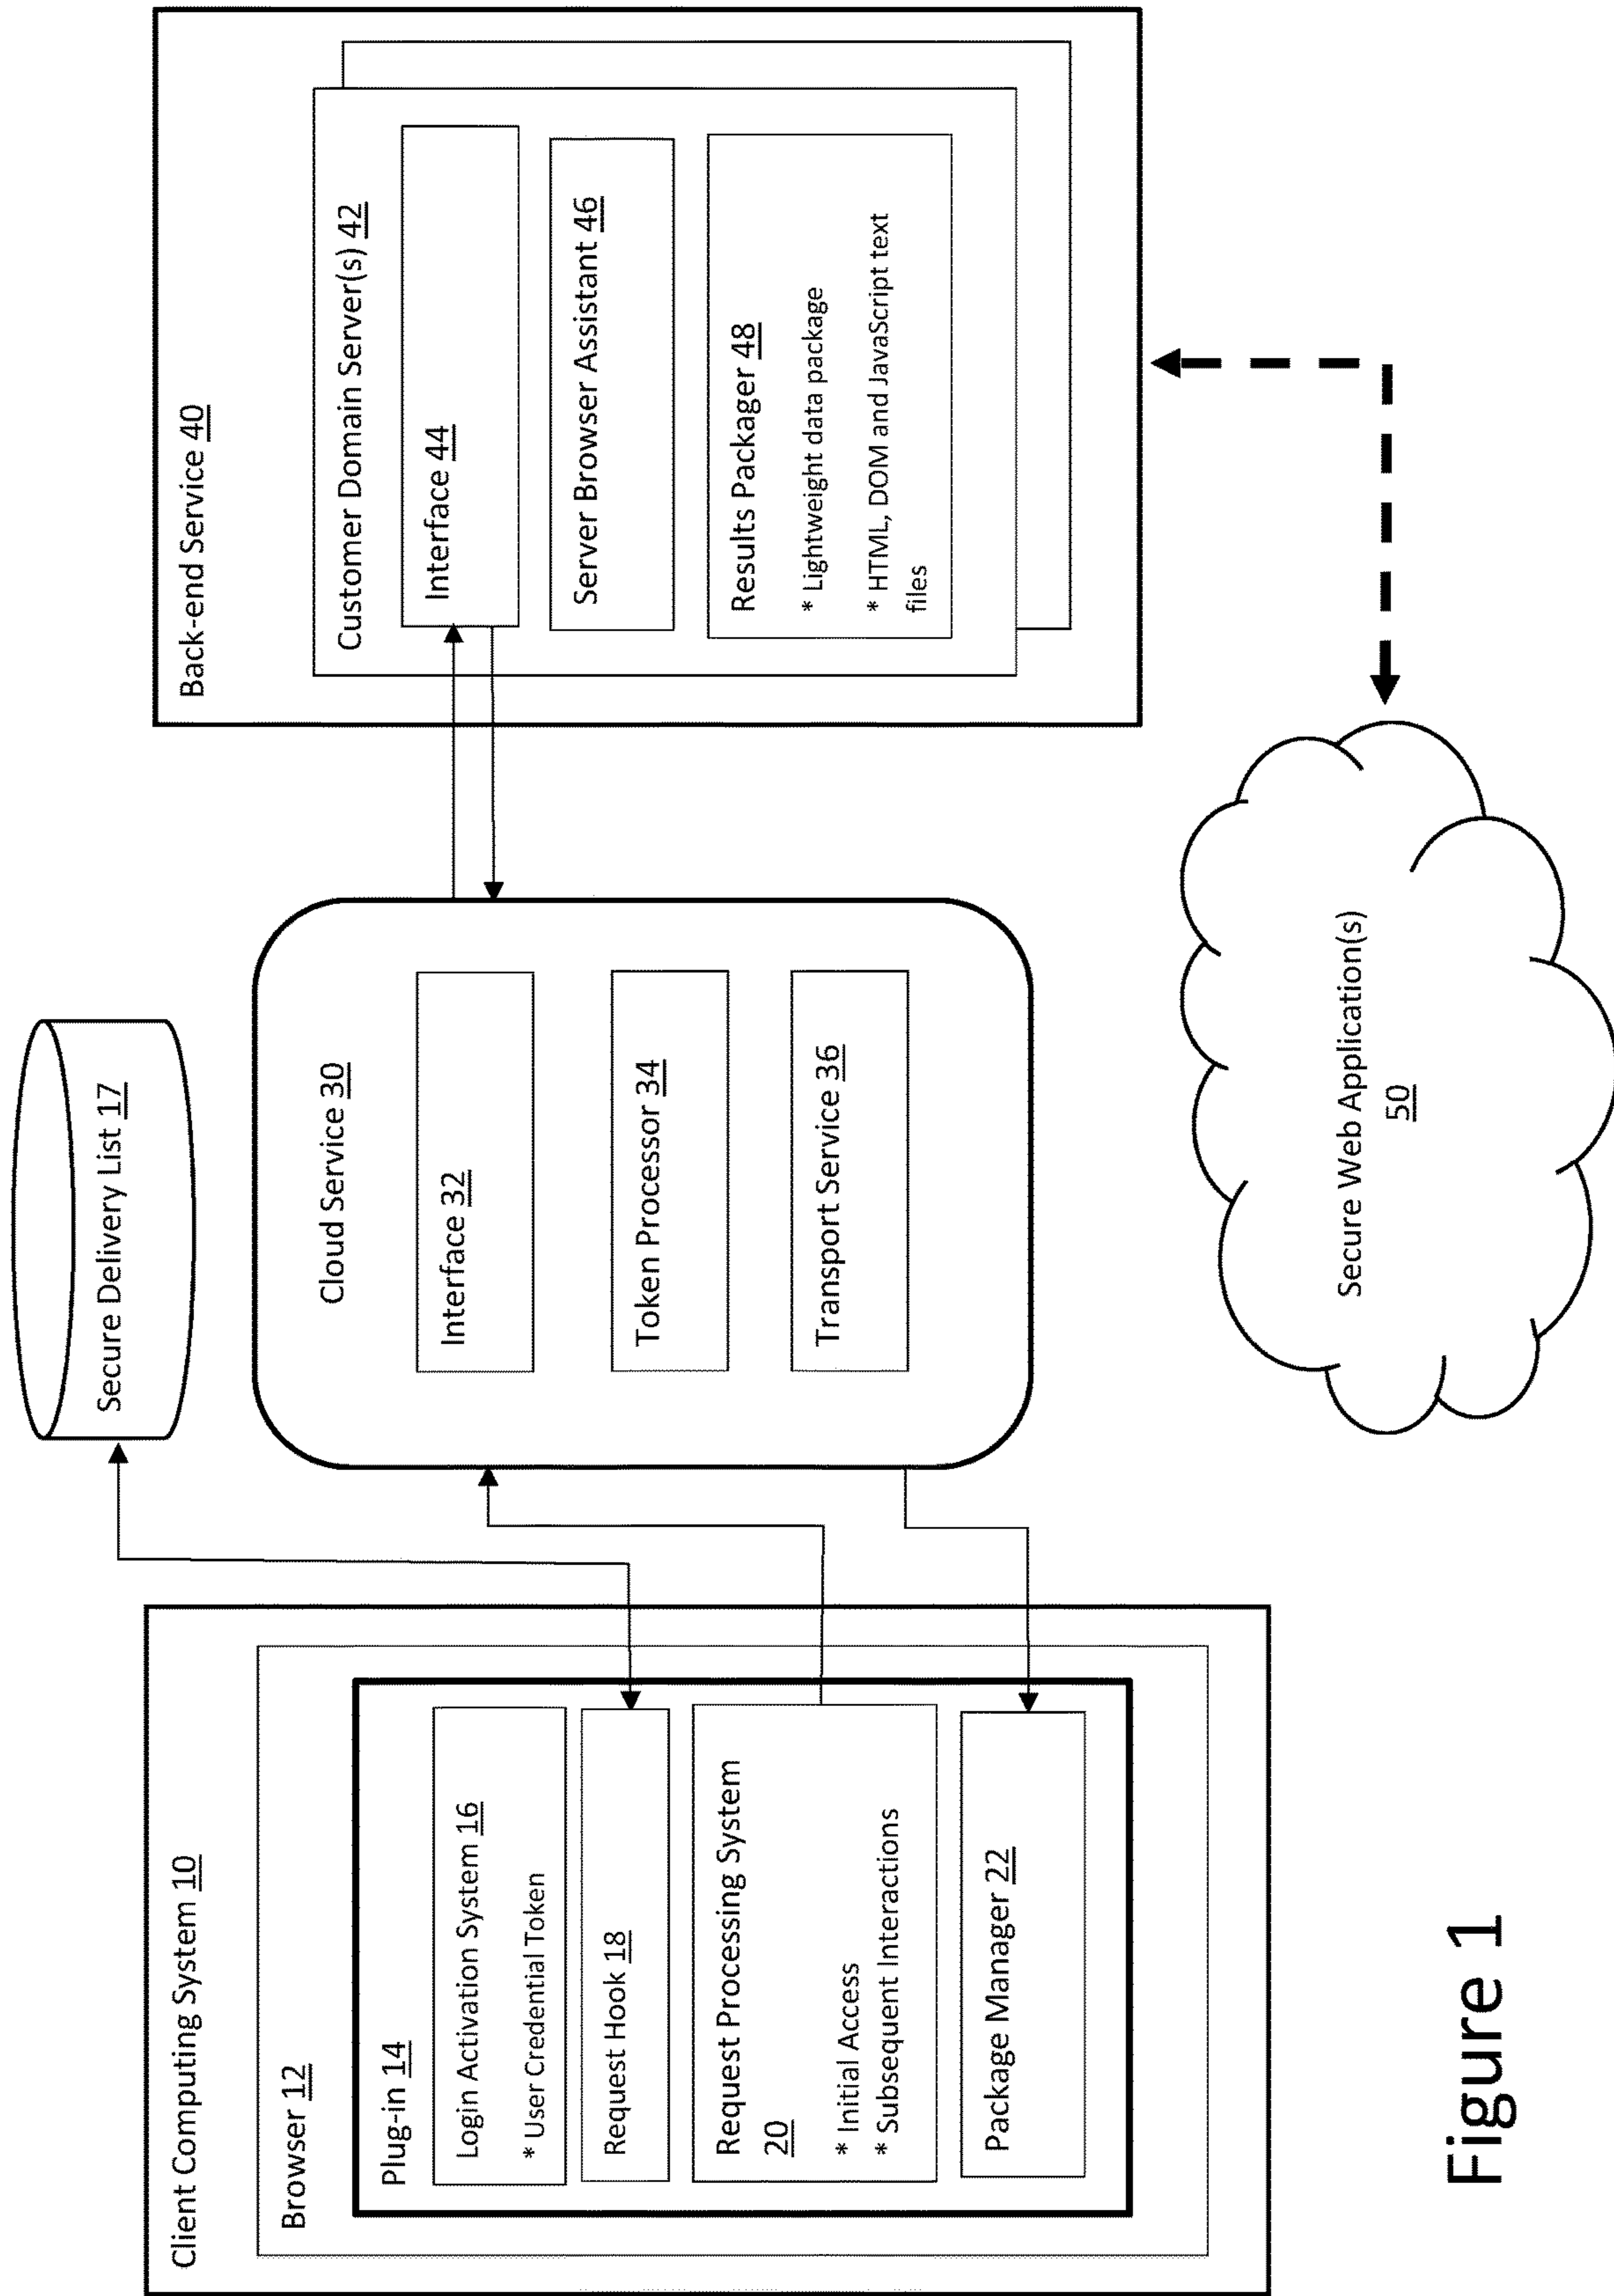 Client Computing System 10
Browser 12
Plug-in 14
Login Activation System 16
* User Credential Token
Request Hook 18
Request Processing System
20
* Initial Access
* Subsequent Interactions
Package Manager 22
Secure Delivery List 17
Cloud Service 30
Interface 32
Token Processor 34
Transport Service 36
Back-end Service 40
Customer Domain Server(s) 42
Interface 44
Server Browser Assistant 46
Results Packager 48
* Lightweight data package
* HTML, DOM and JavaScript text
files
Secure Web Application(s)
50
Figure 1